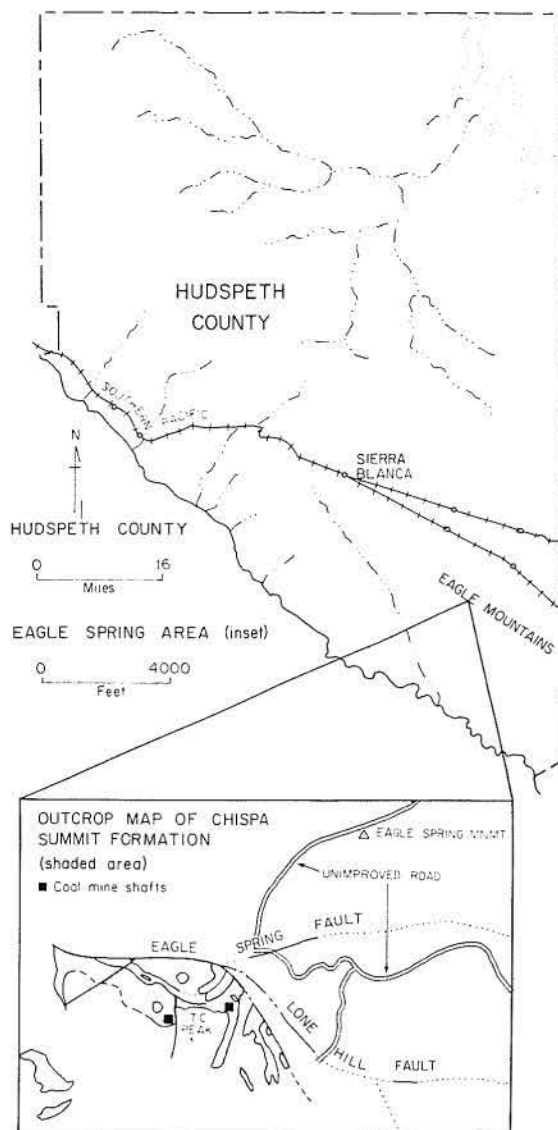 HUDSPETH
COUNTY
SOUTHERN
PACIFIC
SIERRA
BLANCA
N
HUDSPETH COUNTY
0 16
Miles
EAGLE MOUNTAINS
EAGLE SPRING AREA (inset)
0 4000
Feet
OUTCROP MAP OF CHISPA
SUMMIT FORMATION
(shaded area)
■ Coal mine shafts
△ EAGLE SPRING MNMT
UNIMPROVED ROAD
EAGLE SPRING FAULT
LONE HILL FAULT
T C
PEAK